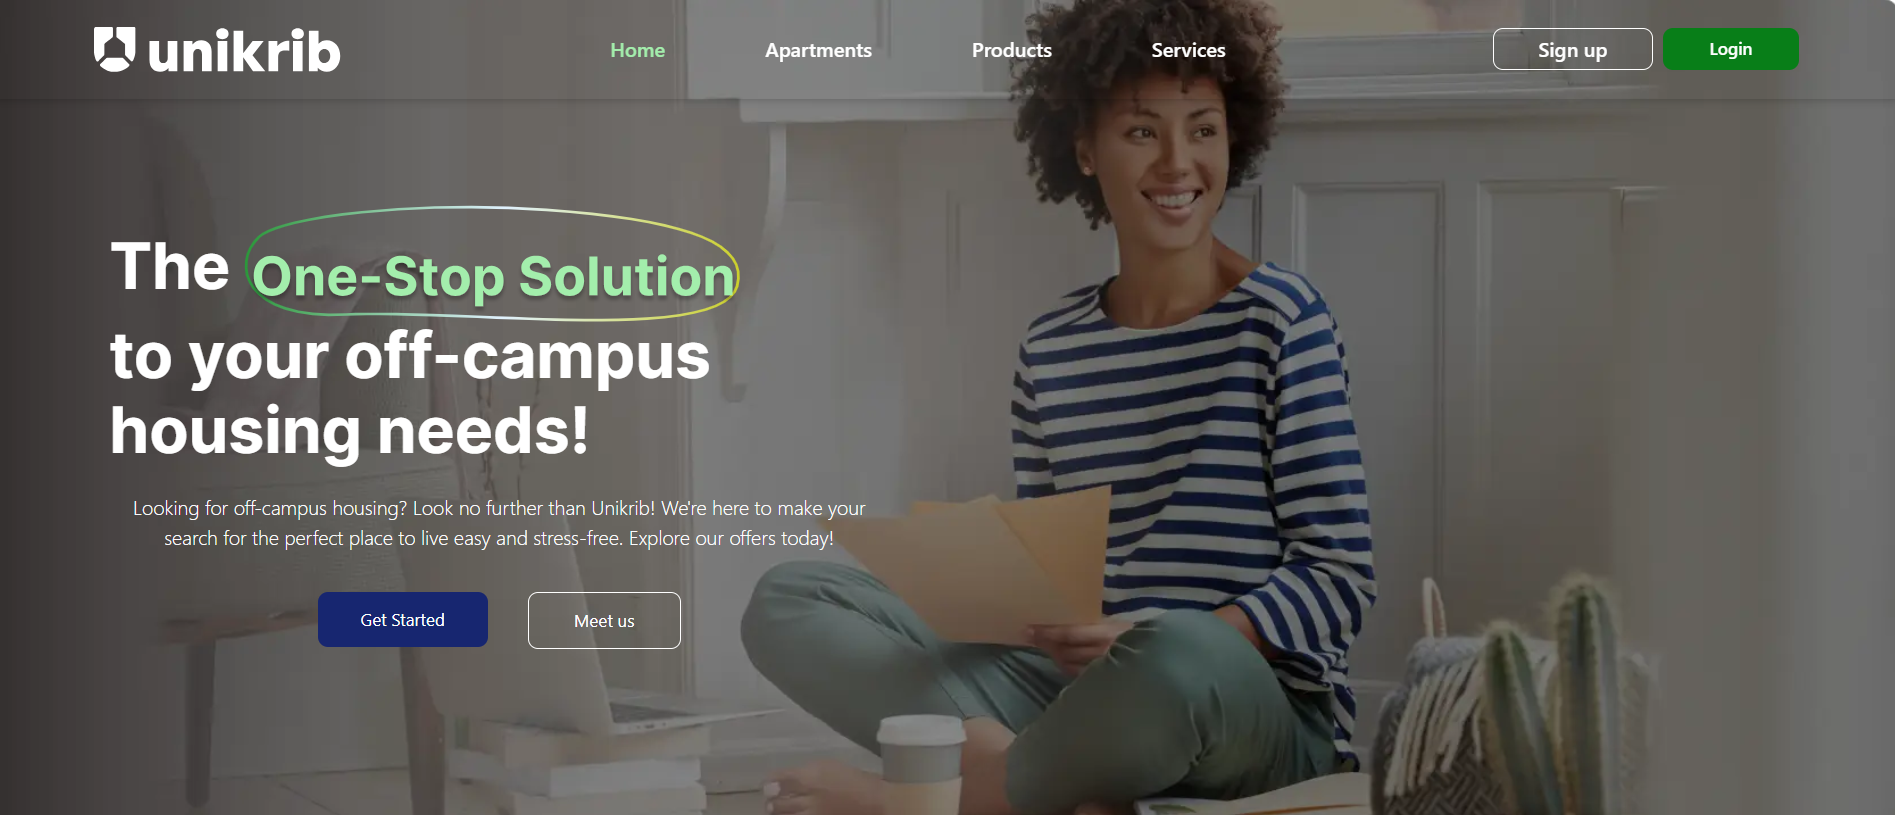 unikrib
Home Apartments Products Services Sign up Login
The One-Stop Solution
to your off-campus
housing needs!
Looking for off-campus housing? Look no further than Unikrib! We're here to make your
search for the perfect place to live easy and stress-free. Explore our offers today!
Get Started Meet us